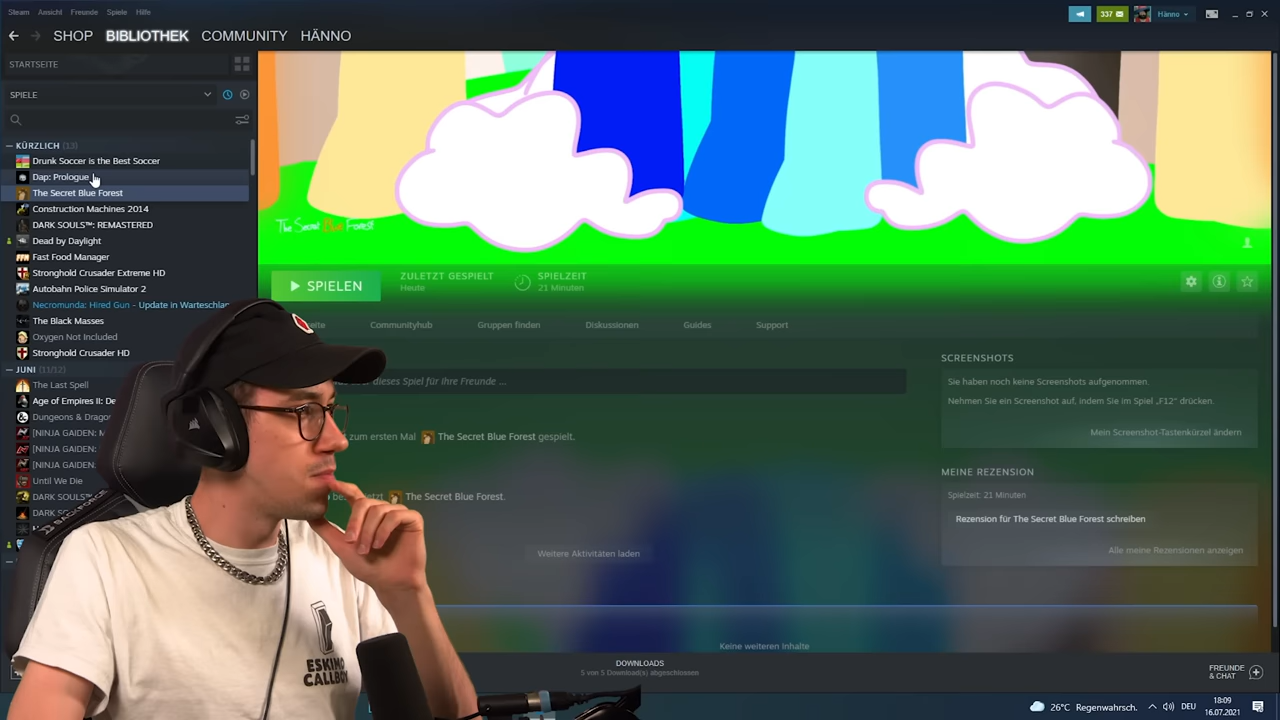 Steam Ansicht Freunde Spiele Hilfe
337 Hänno
SHOP BIBLIOTHEK COMMUNITY HÄNNO
STARTSEITE
SPIELE
KÜRZLICH (13)
Drunk Soccer is the Best Soccer
Dap: Prologue
The Secret Blue Forest
Construction Machines 2014
DARK SOULS™: REMASTERED
Dead by Daylight
Fast Food Manager
Stronghold Crusader Extreme HD
Autobahn Police Simulator 2
Necromunda: Hired Gun - Update in Warteschlan
The Black Masses
Oxygen Not Included
Stronghold Crusader HD
JUNI (11/12)
The Last Spell
Age of Empires II: De
Dungeons & Drago
[NINJA GAIDEN: M
[NINJA GAIDEN:
[NINJA GAIDEN:
Until We Die
DARK SOULS™
DARK SO
The Secret Blue Forest
SPIELEN
ZULETZT GESPIELT
Heute
SPIELZEIT
21 Minuten
eite Communityhub Gruppen finden Diskussionen Guides Support
dieses Spiel für Ihre Freunde ...
zum ersten Mal The Secret Blue Forest gespielt.
The Secret Blue Forest.
Weitere Aktivitäten laden
Keine weiteren Inhalte
SCREENSHOTS
Sie haben noch keine Screenshots aufgenommen.
Nehmen Sie ein Screenshot auf, indem Sie im Spiel „F12" drücken.
Mein Screenshot-Tastenkürzel ändern
MEINE REZENSION
Spielzeit: 21 Minuten
Rezension für The Secret Blue Forest schreiben
Alle meine Rezensionen anzeigen
ESKIMO
CALLBOY
DOWNLOADS
5 von 5 Download(s) abgeschlossen
FREUNDE
& CHAT
26°C Regenwahrsch. DEU 18:09
16.07.2021